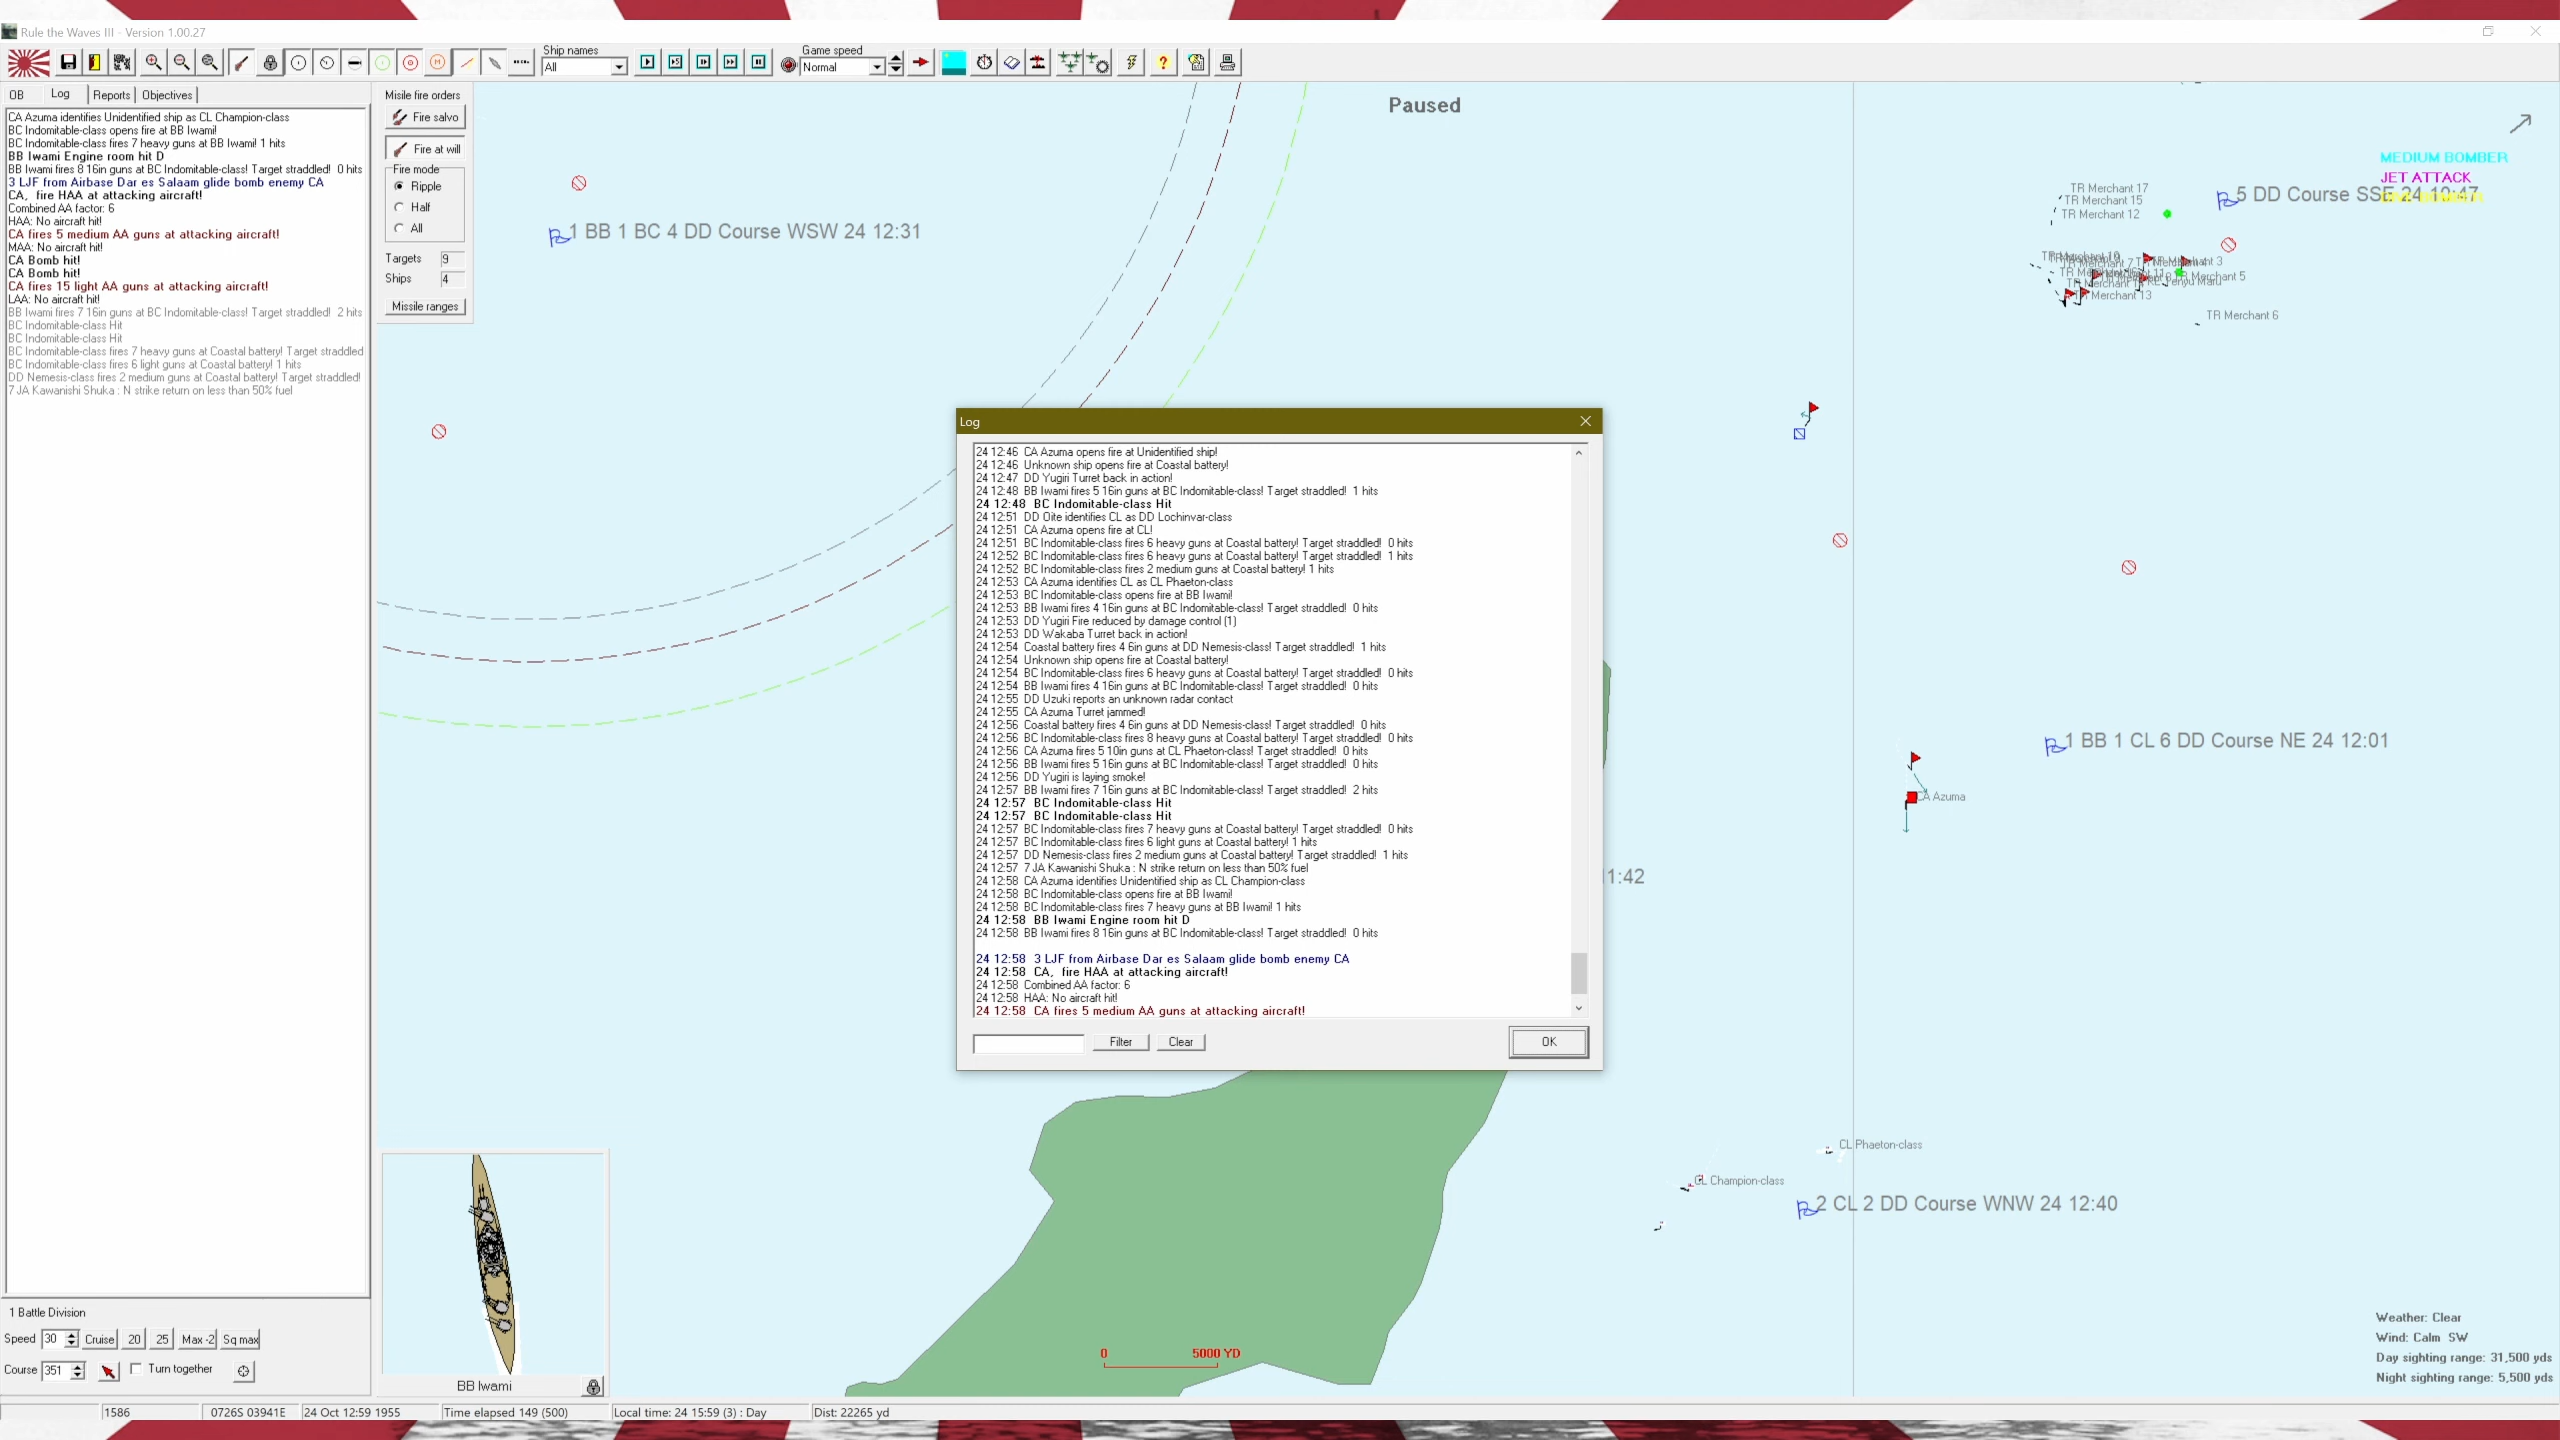 Rule the Waves III - Version 1.00.27
Ship names
All
Game speed
Normal
OB
Log
Reports
Objectives
CA Azuma identifies Unidentified ship as CL Champion-class
BC Indomitable-class opens fire at BB Iwami!
BC Indomitable-class fires 7 heavy guns at BB Iwami! 1 hits
BB Iwami Engine room hit D
BB Iwami fires 8 16in guns at BC Indomitable-class! Target straddled! 0 hits
3 LJF from Airbase Dar es Salaam glide bomb enemy CA
CA, fire HAA at attacking aircraft!
Combined AA factor: 6
HAA: No aircraft hit!
CA fires 5 medium AA guns at attacking aircraft!
MAA: No aircraft hit!
CA Bomb hit!
CA Bomb hit!
CA fires 15 light AA guns at attacking aircraft!
LAA: No aircraft hit!
BB Iwami fires 7 16in guns at BC Indomitable-class! Target straddled! 2 hits
BC Indomitable-class Hit
BC Indomitable-class Hit
BC Indomitable-class fires 7 heavy guns at Coastal battery! Target straddled
BC Indomitable-class fires 6 light guns at Coastal battery! 1 hits
DD Nemesis-class fires 2 medium guns at Coastal battery! Target straddled!
7 JA Kawanishi Shuka : N strike return on less than 50% fuel
Misile fire orders
Fire salvo
Fire at will
Fire mode
Ripple
Half
All
Targets 9
Ships 4
Missile ranges
Paused
MEDIUM BOMBER
JET ATTACK
1 BB 1 BC 4 DD Course WSW 24 12:31
5 DD Course SSE 24 12:47
TR Merchant 17
TR Merchant 15
TR Merchant 12
TR Merchant 5
TR Merchant 13
TR Merchant 6
1 BB 1 CL 6 DD Course NE 24 12:01
CA Azuma
11:42
CL Phaeton-class
CL Champion-class
2 CL 2 DD Course WNW 24 12:40
Log
24 12:46 CA Azuma opens fire at Unidentified ship!
24 12:46 Unknown ship opens fire at Coastal battery!
24 12:47 DD Yugiri Turret back in action!
24 12:48 BB Iwami fires 5 16in guns at BC Indomitable-class! Target straddled! 1 hits
24 12:48 BC Indomitable-class Hit
24 12:51 DD Oite identifies CL as DD Lochinvar-class
24 12:51 CA Azuma opens fire at CL!
24 12:51 BC Indomitable-class fires 6 heavy guns at Coastal battery! Target straddled! 0 hits
24 12:52 BC Indomitable-class fires 6 heavy guns at Coastal battery! Target straddled! 1 hits
24 12:52 BC Indomitable-class fires 2 medium guns at Coastal battery! 1 hits
24 12:53 CA Azuma identifies CL as CL Phaeton-class
24 12:53 BC Indomitable-class opens fire at BB Iwami!
24 12:53 BB Iwami fires 4 16in guns at BC Indomitable-class! Target straddled! 0 hits
24 12:53 DD Yugiri Fire reduced by damage control (1)
24 12:53 DD Wakaba Turret back in action!
24 12:54 Coastal battery fires 4 6in guns at DD Nemesis-class! Target straddled! 1 hits
24 12:54 Unknown ship opens fire at Coastal battery!
24 12:54 BC Indomitable-class fires 6 heavy guns at Coastal battery! Target straddled! 0 hits
24 12:54 BB Iwami fires 4 16in guns at BC Indomitable-class! Target straddled! 0 hits
24 12:55 DD Uzuki reports an unknown radar contact
24 12:55 CA Azuma Turret jammed!
24 12:56 Coastal battery fires 4 6in guns at DD Nemesis-class! Target straddled! 0 hits
24 12:56 BC Indomitable-class fires 8 heavy guns at Coastal battery! Target straddled! 0 hits
24 12:56 CA Azuma fires 5 10in guns at CL Phaeton-class! Target straddled! 0 hits
24 12:56 BB Iwami fires 5 16in guns at BC Indomitable-class! Target straddled! 0 hits
24 12:56 DD Yugiri is laying smoke!
24 12:57 BB Iwami fires 7 16in guns at BC Indomitable-class! Target straddled! 2 hits
24 12:57 BC Indomitable-class Hit
24 12:57 BC Indomitable-class Hit
24 12:57 BC Indomitable-class fires 7 heavy guns at Coastal battery! Target straddled! 0 hits
24 12:57 BC Indomitable-class fires 6 light guns at Coastal battery! 1 hits
24 12:57 DD Nemesis-class fires 2 medium guns at Coastal battery! Target straddled! 1 hits
24 12:57 7 JA Kawanishi Shuka : N strike return on less than 50% fuel
24 12:58 CA Azuma identifies Unidentified ship as CL Champion-class
24 12:58 BC Indomitable-class opens fire at BB Iwami!
24 12:58 BC Indomitable-class fires 7 heavy guns at BB Iwami! 1 hits
24 12:58 BB Iwami Engine room hit D
24 12:58 BB Iwami fires 8 16in guns at BC Indomitable-class! Target straddled! 0 hits
24 12:58 3 LJF from Airbase Dar es Salaam glide bomb enemy CA
24 12:58 CA, fire HAA at attacking aircraft!
24 12:58 Combined AA factor: 6
24 12:58 HAA: No aircraft hit!
24 12:58 CA fires 5 medium AA guns at attacking aircraft!
Filter
Clear
OK
0 5000 YD
Weather: Clear
Wind: Calm SW
Day sighting range: 31,500 yds
Night sighting range: 5,500 yds
1 Battle Division
Speed 30 Cruise 20 25 Max -2 Sq max
Course 351 Turn together
BB Iwami
1586
0726S 03941E
24 Oct 12:59 1955
Time elapsed 149 (500)
Local time: 24 15:59 (3) : Day
Dist: 22265 yd